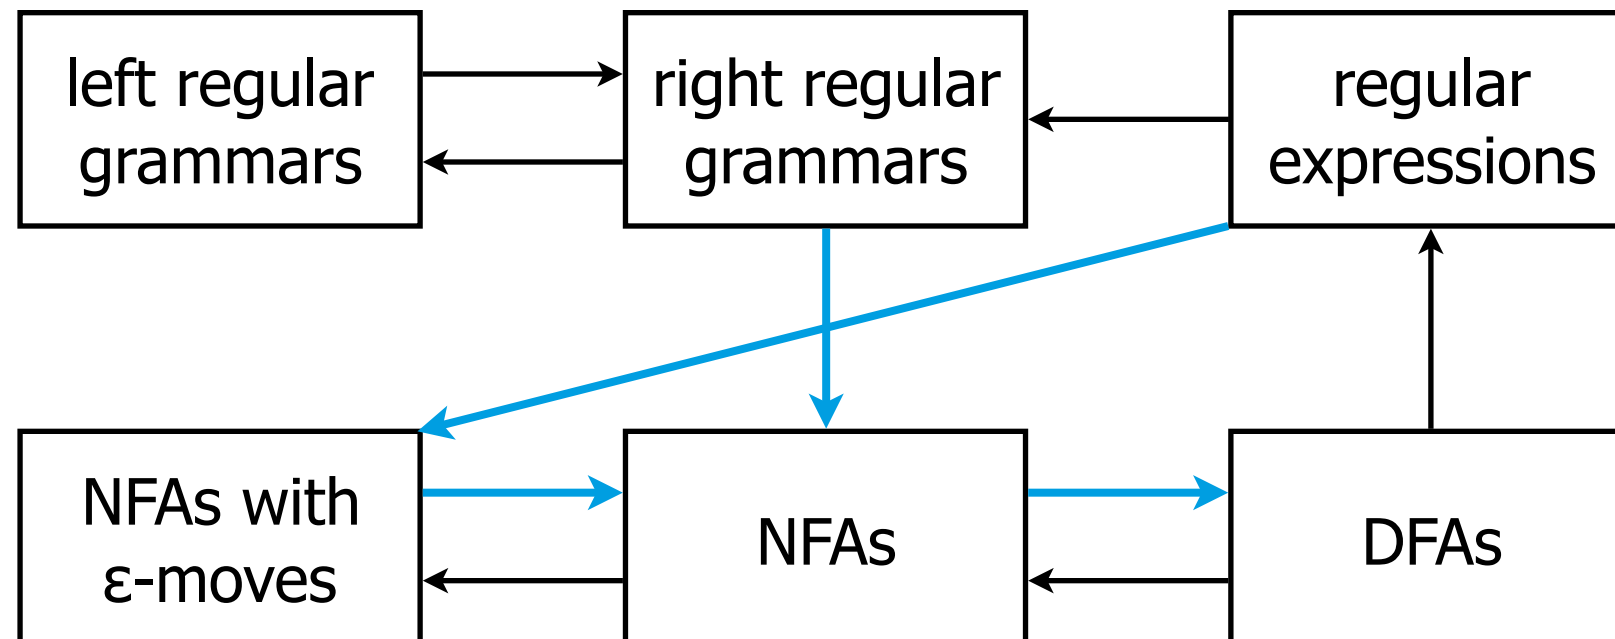 left regular
grammars
right regular
grammars
regular
expressions
NFAs with
ε-moves
NFAs
DFAs